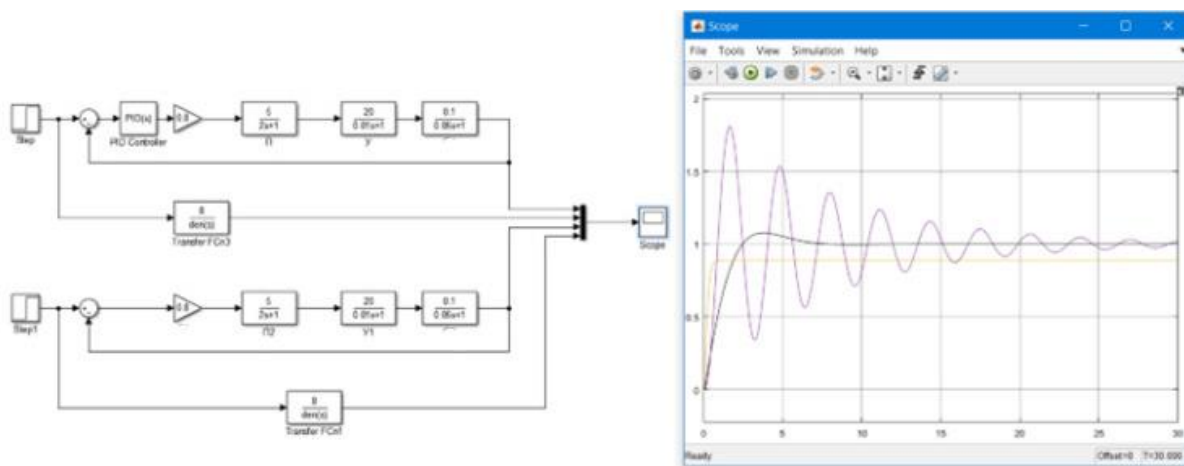 Scope
File Tools View Simulation Help
Step
PID(s)
PID Controller
0.8
5
2s+1
П
20
0.01s+1
У
0.1
0.06s+1
8
den(s)
Transfer FCn3
Scope
Step1
0.8
5
2s+1
П2
20
0.01s+1
У1
0.1
0.06s+1
8
den(s)
Transfer FCn1
2
1.5
1
0.5
0
0 5 10 15 20 25 30
Ready
Offset=0 T=30.000